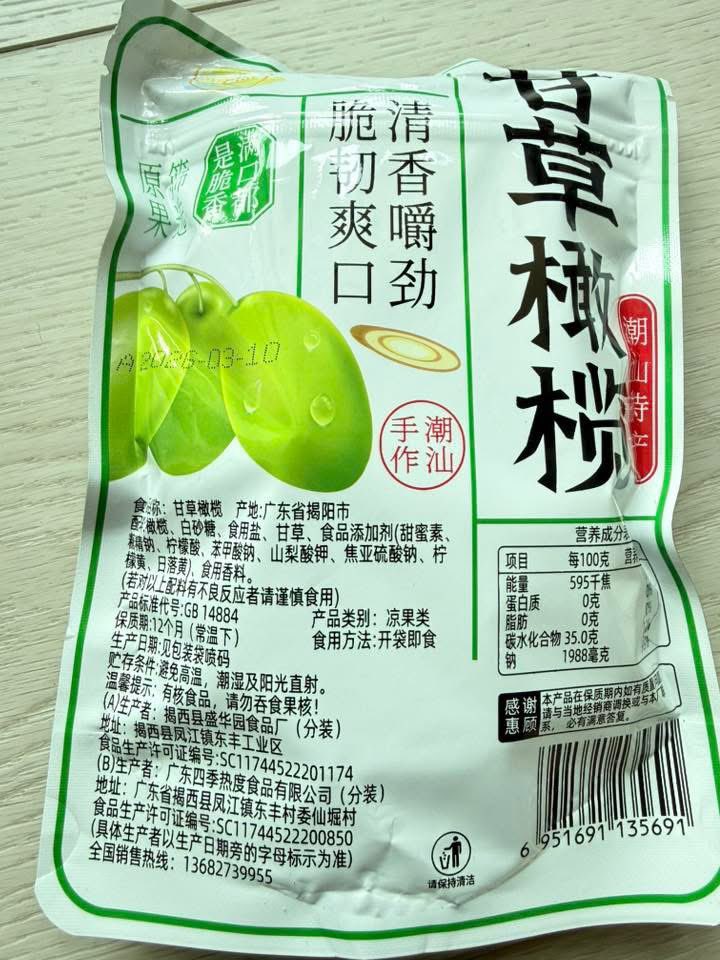 甘草橄榄
潮汕特产
清香嚼劲
脆韧爽口
满口都
是脆香
原果
A 2026-03-10
潮汕
手作
食品名称：甘草橄榄 产地:广东省揭阳市
配料:橄榄、白砂糖、食用盐、甘草、食品添加剂(甜蜜素、
糖精钠、柠檬酸、苯甲酸钠、山梨酸钾、焦亚硫酸钠、柠
檬黄、日落黄)、食用香料。
(若对以上配料有不良反应者请谨慎食用)
产品标准代号:GB 14884 产品类别：凉果类
保质期:12个月（常温下） 食用方法:开袋即食
生产日期:见包装袋喷码
贮存条件:避免高温，潮湿及阳光直射。
温馨提示：有核食品，请勿吞食果核！
(A)生产者：揭西县盛华园食品厂（分装）
地址：揭西县凤江镇东丰工业区
食品生产许可证编号:SC11744522201174
(B)生产者：广东四季热度食品有限公司（分装）
地址：广东省揭西县凤江镇东丰村委仙堀村
食品生产许可证编号:SC11744522200850
(具体生产者以生产日期旁的字母标示为准)
全国销售热线：13682739955
营养成分表
项目 每100克 营养
能量 595千焦
蛋白质 0克
脂肪 0克
碳水化合物 35.0克
钠 1988毫克
感谢
惠顾
本产品在保质期内如有质量
请与当地经销商调换或与本厂联
系，必有满意答复。
6 951691 135691
请保持清洁